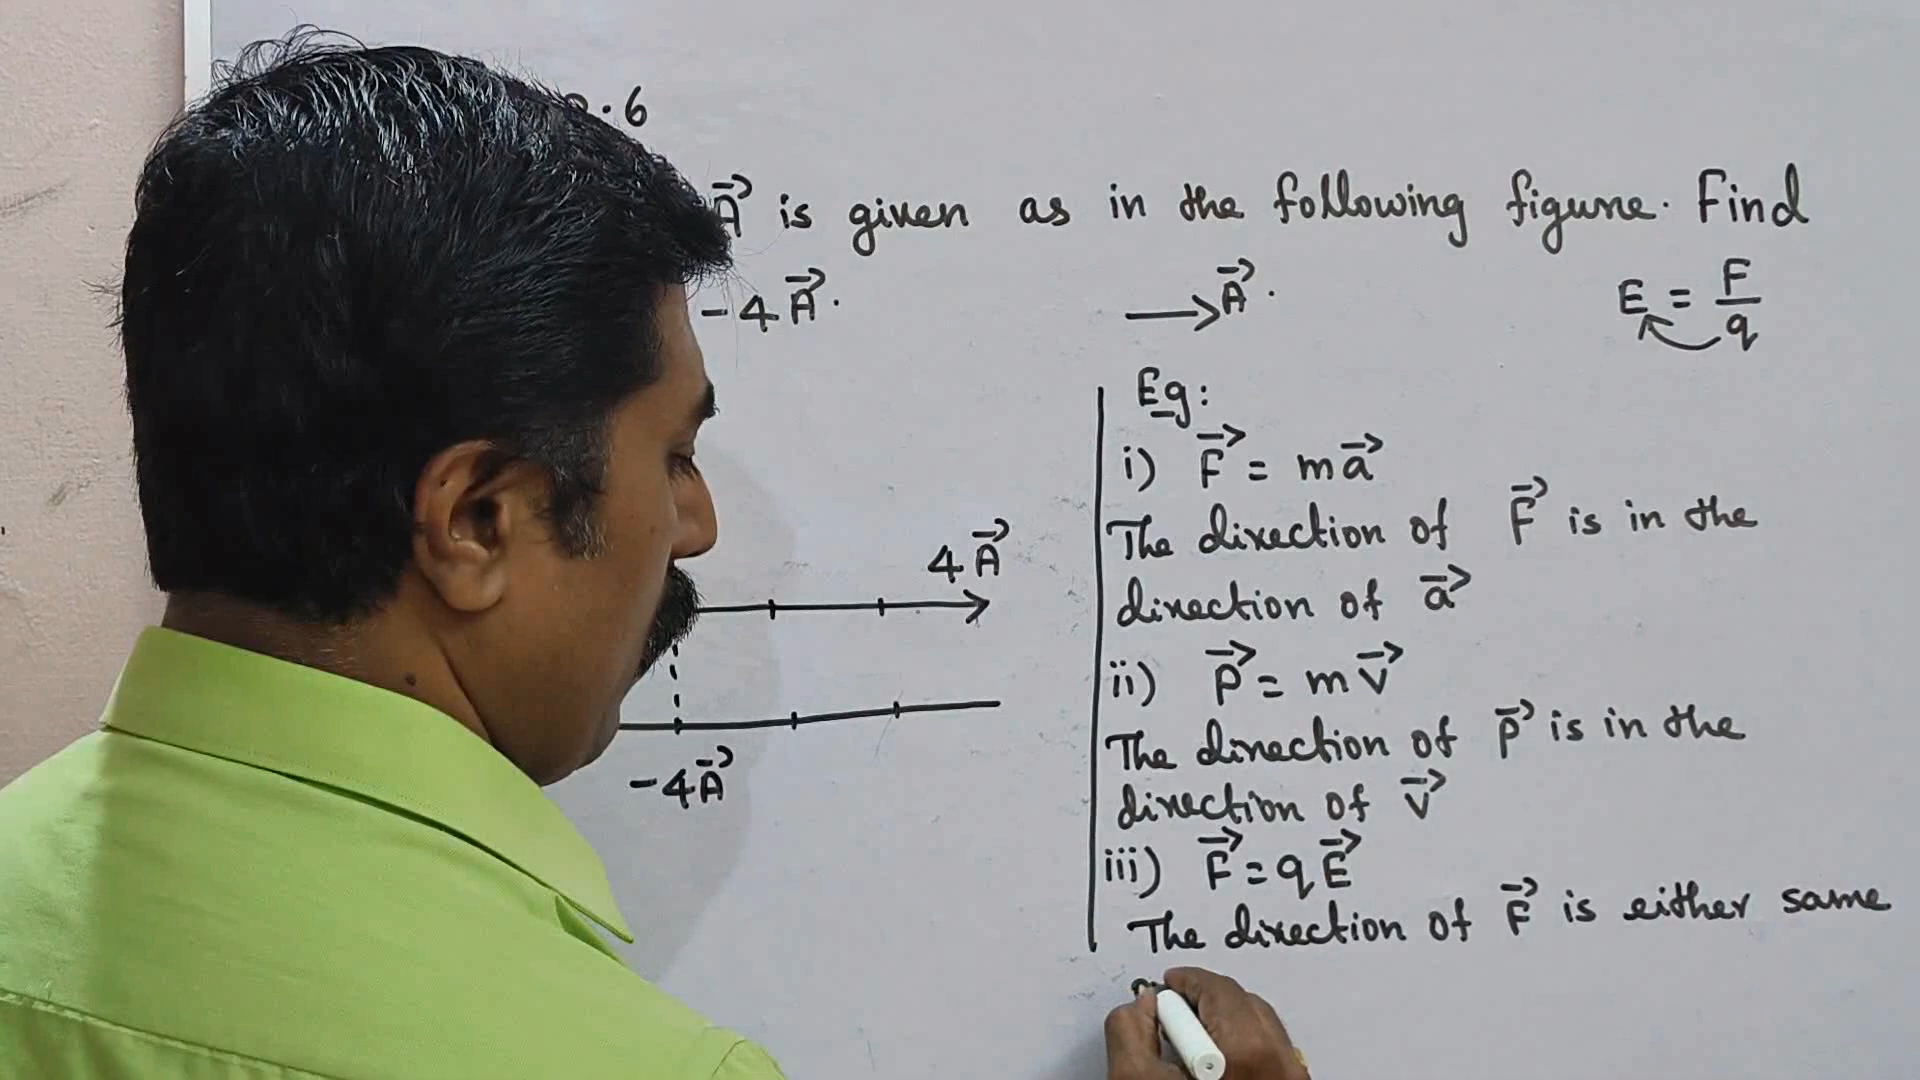 . 6
A⃗ is given as in the following figure. Find
-4A⃗.
A⃗.
E = F/q
Eg:
i) F⃗ = ma⃗
The direction of F⃗ is in the
direction of a⃗
4A⃗
ii) P⃗ = mv⃗
The direction of P⃗ is in the
direction of v⃗
-4A⃗
iii) F⃗ = qE⃗
The direction of F⃗ is either same